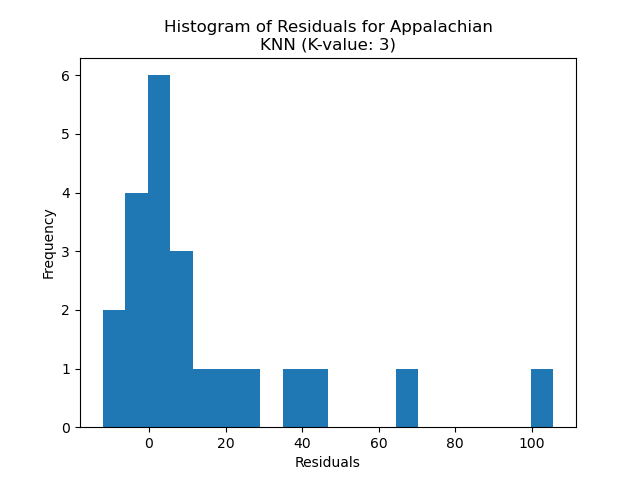 Histogram of Residuals for Appalachian
KNN (K-value: 3)
6
5
4
3
2
1
0
Frequency
0 20 40 60 80 100
Residuals